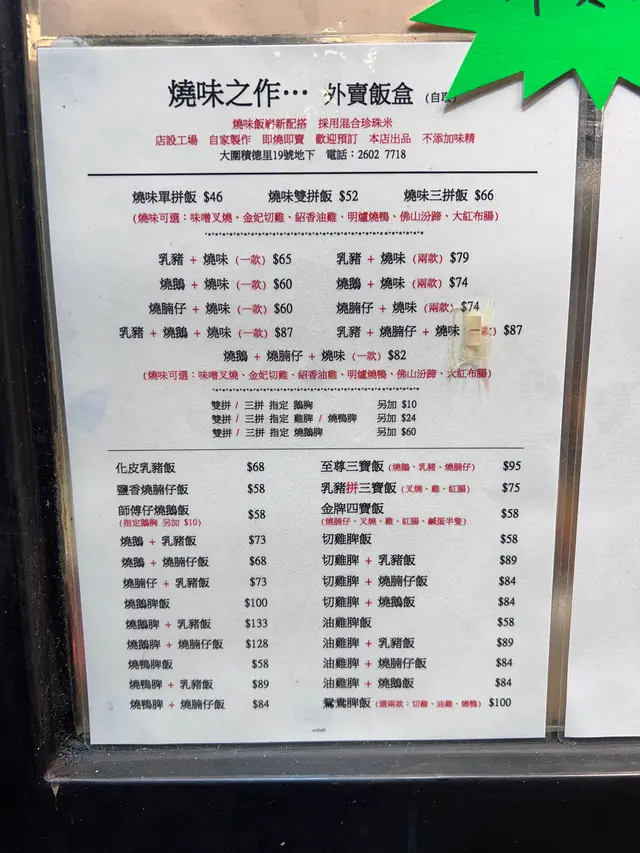 燒味之作… 外賣飯盒 (自取
燒味飯嶄新配搭 採用混合珍珠米
店設工場 自家製作 即燒即賣 歡迎預訂 本店出品 不添加味精
大圍積德里19號地下 電話：2602 7718
燒味單拼飯 $46 燒味雙拼飯 $52 燒味三拼飯 $66
(燒味可選：味噌叉燒、金妃切雞、紹香油雞、明爐燒鴨、佛山汾蹄、大紅布腸)
乳豬 + 燒味 (一款) $65 乳豬 + 燒味 (兩款) $79
燒鵝 + 燒味 (一款) $60 燒鵝 + 燒味 (兩款) $74
燒腩仔 + 燒味 (一款) $60 燒腩仔 + 燒味 (兩款) $74
乳豬 + 燒鵝 + 燒味 (一款) $87 乳豬 + 燒腩仔 + 燒味 (一款) $87
燒鵝 + 燒腩仔 + 燒味 (一款) $82
(燒味可選：味噌叉燒、金妃切雞、紹香油雞、明爐燒鴨、佛山汾蹄、大紅布腸)
雙拼 / 三拼 指定 鵝胸 另加 $10
雙拼 / 三拼 指定 雞脾 / 燒鴨脾 另加 $24
雙拼 / 三拼 指定 燒鵝脾 另加 $60
化皮乳豬飯 $68 至尊三寶飯 (燒鵝、乳豬、燒腩仔) $95
鹽香燒腩仔飯 $58 乳豬拼三寶飯 (叉燒、雞、紅腸) $75
師傅仔燒鵝飯 $58 金牌四寶飯 $58
(指定鵝胸 另加 $10) (燒腩仔、叉燒、雞、紅腸、鹹蛋半隻)
燒鵝 + 乳豬飯 $73 切雞脾飯 $58
燒鵝 + 燒腩仔飯 $68 切雞脾 + 乳豬飯 $89
燒腩仔 + 乳豬飯 $73 切雞脾 + 燒腩仔飯 $84
燒鵝脾飯 $100 切雞脾 + 燒鵝飯 $84
燒鵝脾 + 乳豬飯 $133 油雞脾飯 $58
燒鵝脾 + 燒腩仔飯 $128 油雞脾 + 乳豬飯 $89
燒鴨脾飯 $58 油雞脾 + 燒腩仔飯 $84
燒鴨脾 + 乳豬飯 $89 油雞脾 + 燒鵝飯 $84
燒鴨脾 + 燒腩仔飯 $84 鴛鴦脾飯 (選兩款：切雞、油雞、燒鴨) $100